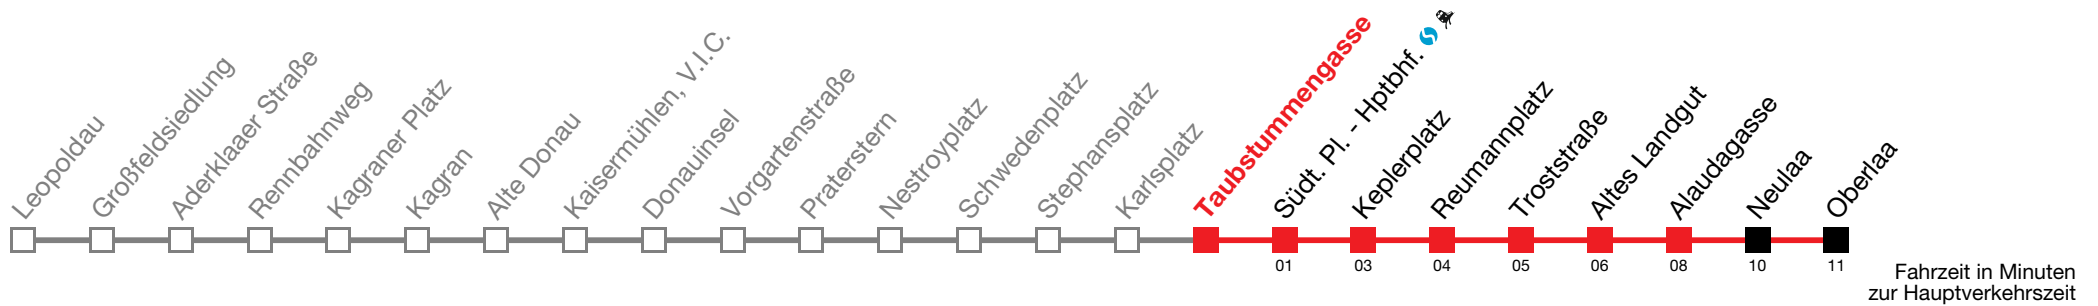 Leopoldau
Großfeldsiedlung
Aderklaaer Straße
Rennbahnweg
Kagraner Platz
Kagran
Alte Donau
Kaisermühlen, V.I.C.
Donauinsel
Vorgartenstraße
Praterstern
Nestroyplatz
Schwedenplatz
Stephansplatz
Karlsplatz
Taubstummengasse
Südt. Pl. - Hptbhf.
Keplerplatz
Reumannplatz
Troststraße
Altes Landgut
Alaudagasse
Neulaa
Oberlaa
01
03
04
05
06
08
10
11
Fahrzeit in Minuten
zur Hauptverkehrszeit